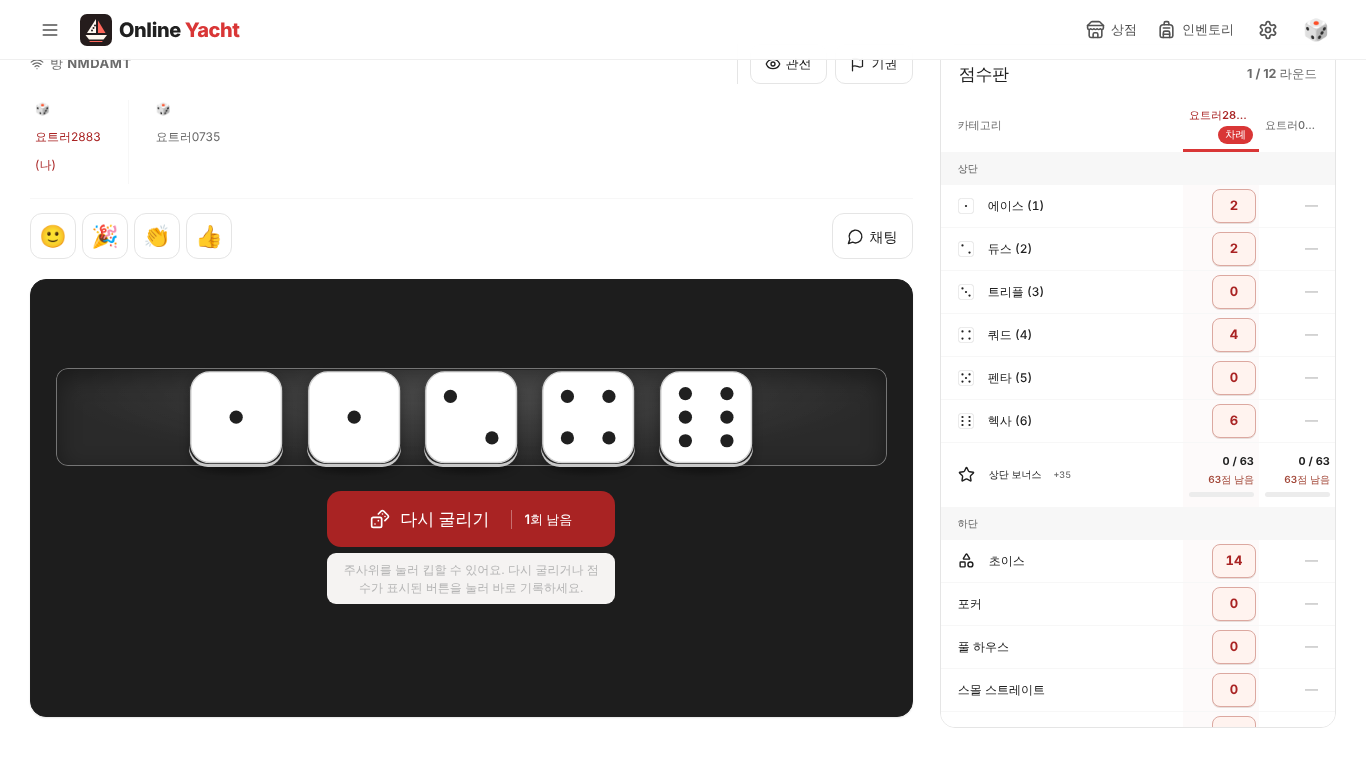 Online Yacht
상점
인벤토리
방 NMDAMT
관전
기권
요트러2883
(나)
요트러0735
채팅
다시 굴리기
1회 남음
주사위를 눌러 킵할 수 있어요. 다시 굴리거나 점
수가 표시된 버튼을 눌러 바로 기록하세요.
점수판
1 / 12 라운드
카테고리
요트러28...
차례
요트러0...
상단
에이스 (1)
2
—
듀스 (2)
2
—
트리플 (3)
0
—
쿼드 (4)
4
—
펜타 (5)
0
—
헥사 (6)
6
—
상단 보너스 +35
0 / 63
63점 남음
0 / 63
63점 남음
하단
초이스
14
—
포커
0
—
풀 하우스
0
—
스몰 스트레이트
0
—